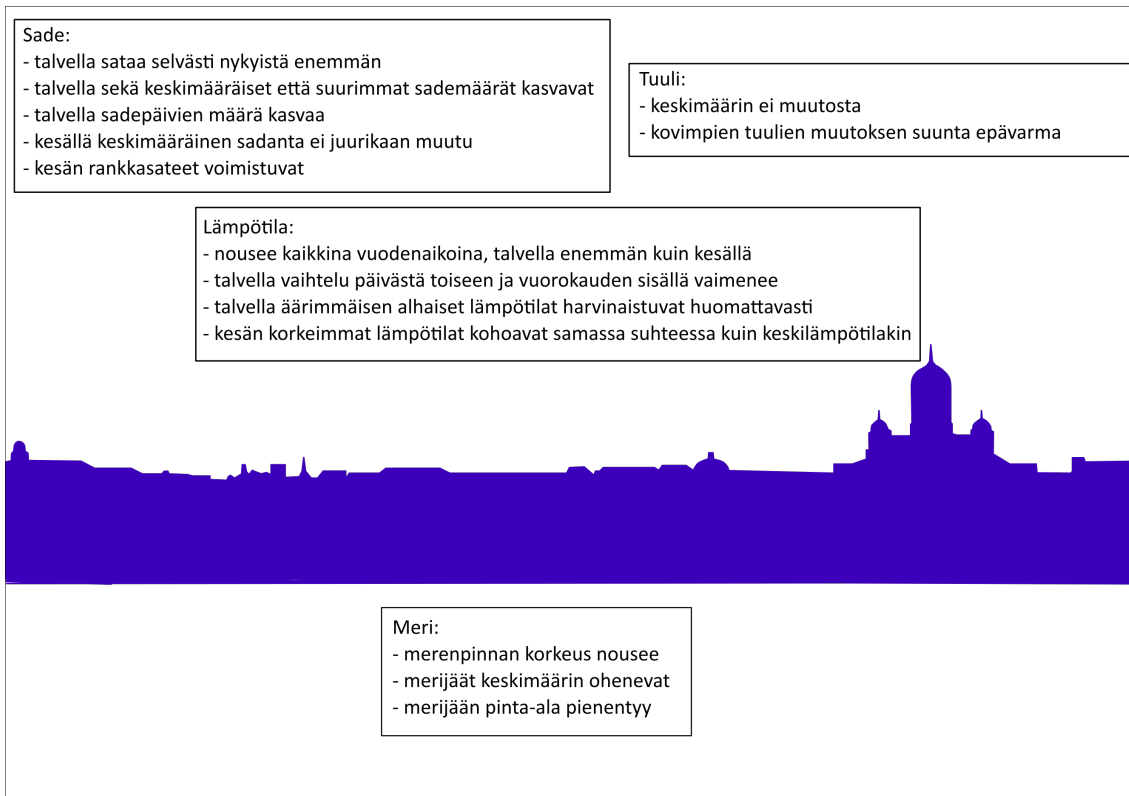 Sade:
- talvella sataa selvästi nykyistä enemmän
- talvella sekä keskimääräiset että suurimmat sademäärät kasvavat
- talvella sadepäivien määrä kasvaa
- kesällä keskimääräinen sadanta ei juurikaan muutu
- kesän rankkasateet voimistuvat
Tuuli:
- keskimäärin ei muutosta
- kovimpien tuulien muutoksen suunta epävarma
Lämpötila:
- nousee kaikkina vuodenaikoina, talvella enemmän kuin kesällä
- talvella vaihtelu päivästä toiseen ja vuorokauden sisällä vaimenee
- talvella äärimmäisen alhaiset lämpötilat harvinaistuvat huomattavasti
- kesän korkeimmat lämpötilat kohoavat samassa suhteessa kuin keskilämpötilakin
Meri:
- merenpinnan korkeus nousee
- merijäät keskimäärin ohenevat
- merijään pinta-ala pienentyy